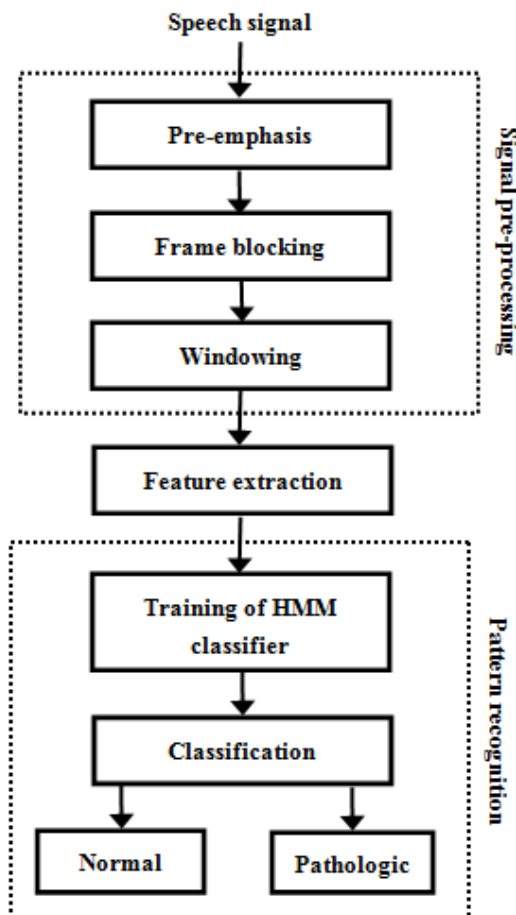 Speech signal
Pre-emphasis
Frame blocking
Windowing
Signal pre-processing
Feature extraction
Training of HMM
classifier
Classification
Normal
Pathologic
Pattern recognition